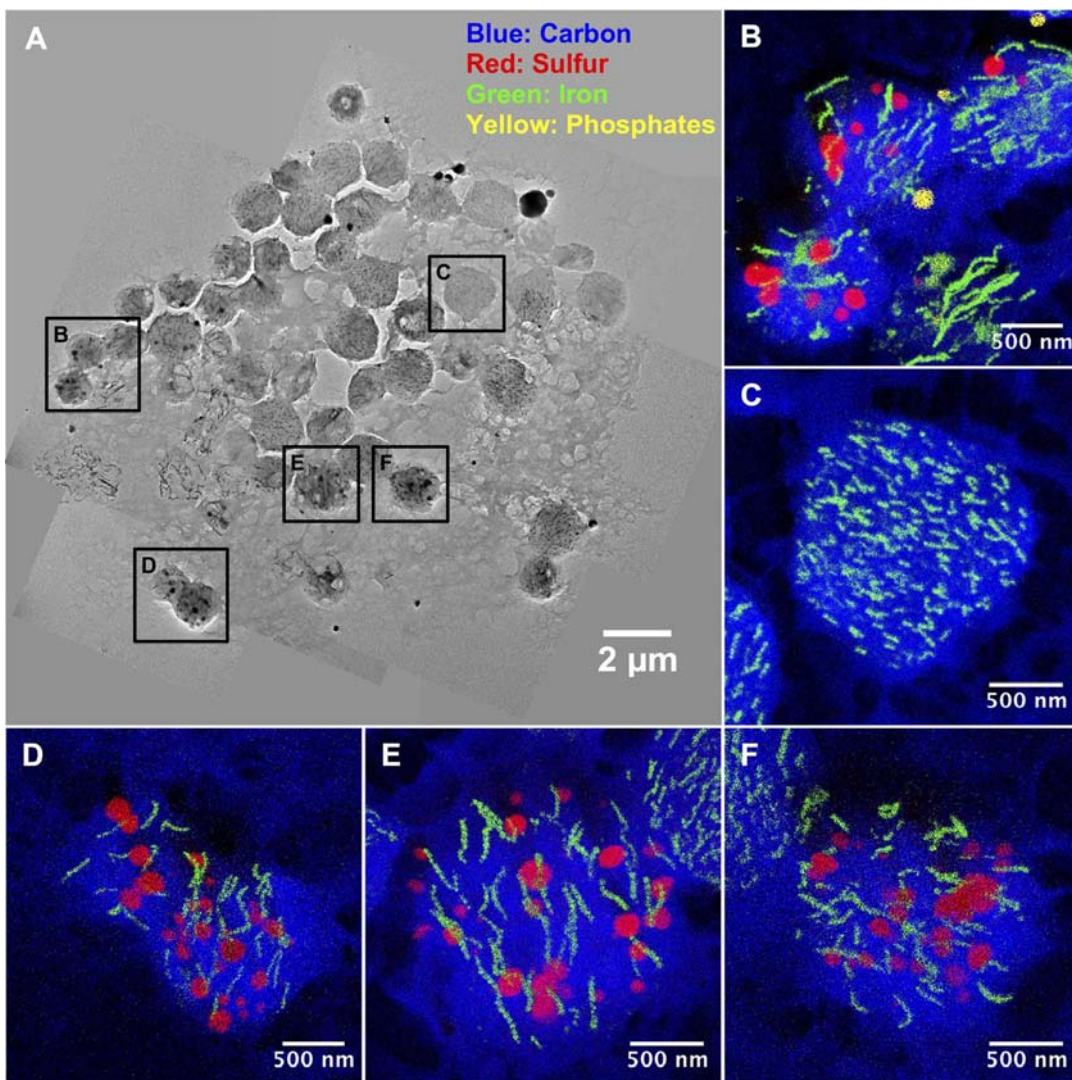 A
Blue: Carbon
Red: Sulfur
Green: Iron
Yellow: Phosphates
B
C
E
F
D
2 µm
B
500 nm
C
500 nm
D
500 nm
E
500 nm
F
500 nm